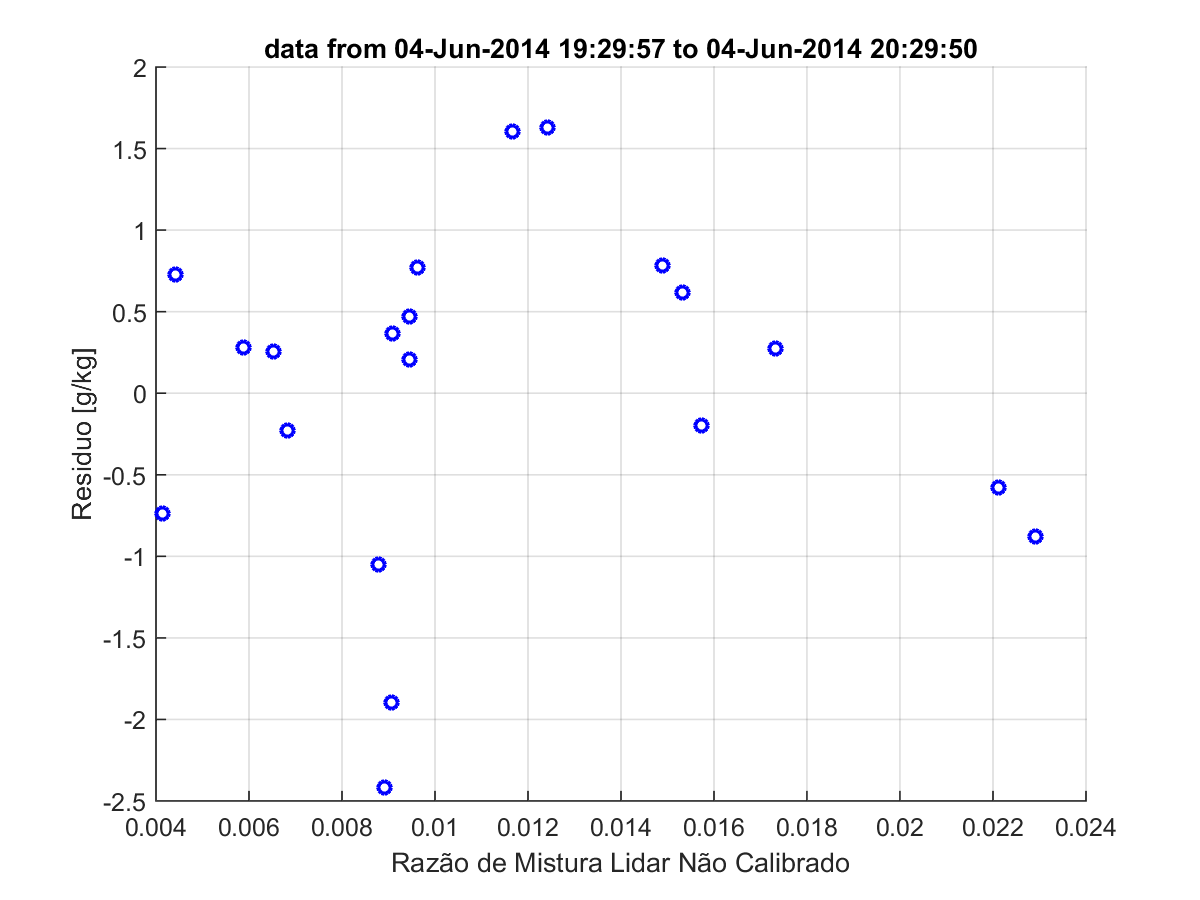 data from 04-Jun-2014 19:29:57 to 04-Jun-2014 20:29:50
2
1.5
1
0.5
0
-0.5
-1
-1.5
-2
-2.5
Residuo [g/kg]
0.004 0.006 0.008 0.01 0.012 0.014 0.016 0.018 0.02 0.022 0.024
Razão de Mistura Lidar Não Calibrado